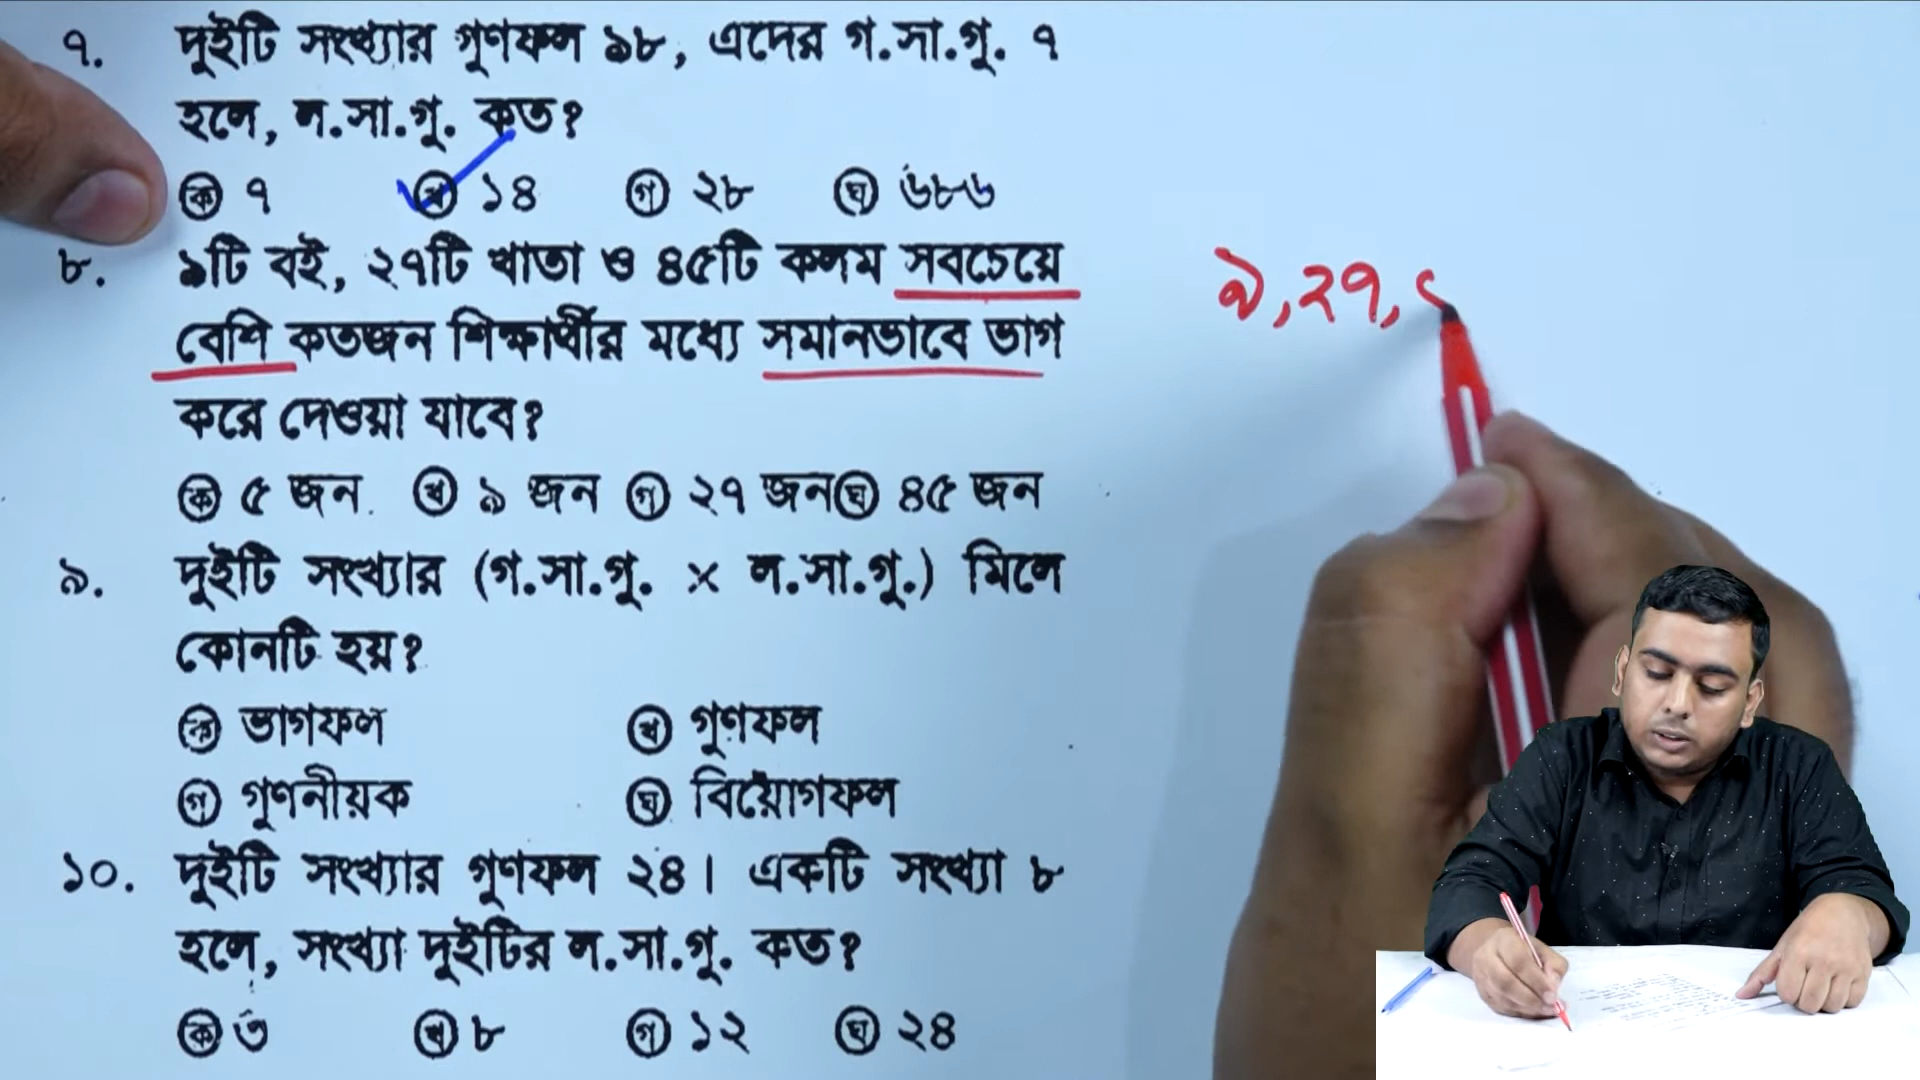 ৭. দুইটি সংখ্যার গুণফল ৯৮, এদের গ.সা.গু. ৭
হলে, ল.সা.গু. কত?
ক ৭ খ ১৪ গ ২৮ ঘ ৬৮৬
৮. ৯টি বই, ২৭টি খাতা ও ৪৫টি কলম সবচেয়ে
বেশি কতজন শিক্ষার্থীর মধ্যে সমানভাবে ভাগ
করে দেওয়া যাবে?
ক ৫ জন খ ৯ জন গ ২৭ জন ঘ ৪৫ জন
৯. দুইটি সংখ্যার (গ.সা.গু. × ল.সা.গু.) মিলে
কোনটি হয়?
ক ভাগফল খ গুণফল
গ গুণনীয়ক ঘ বিয়োগফল
১০. দুইটি সংখ্যার গুণফল ২৪। একটি সংখ্যা ৮
হলে, সংখ্যা দুইটির ল.সা.গু. কত?
ক ৩ খ ৮ গ ১২ ঘ ২৪
৯, ২৭,